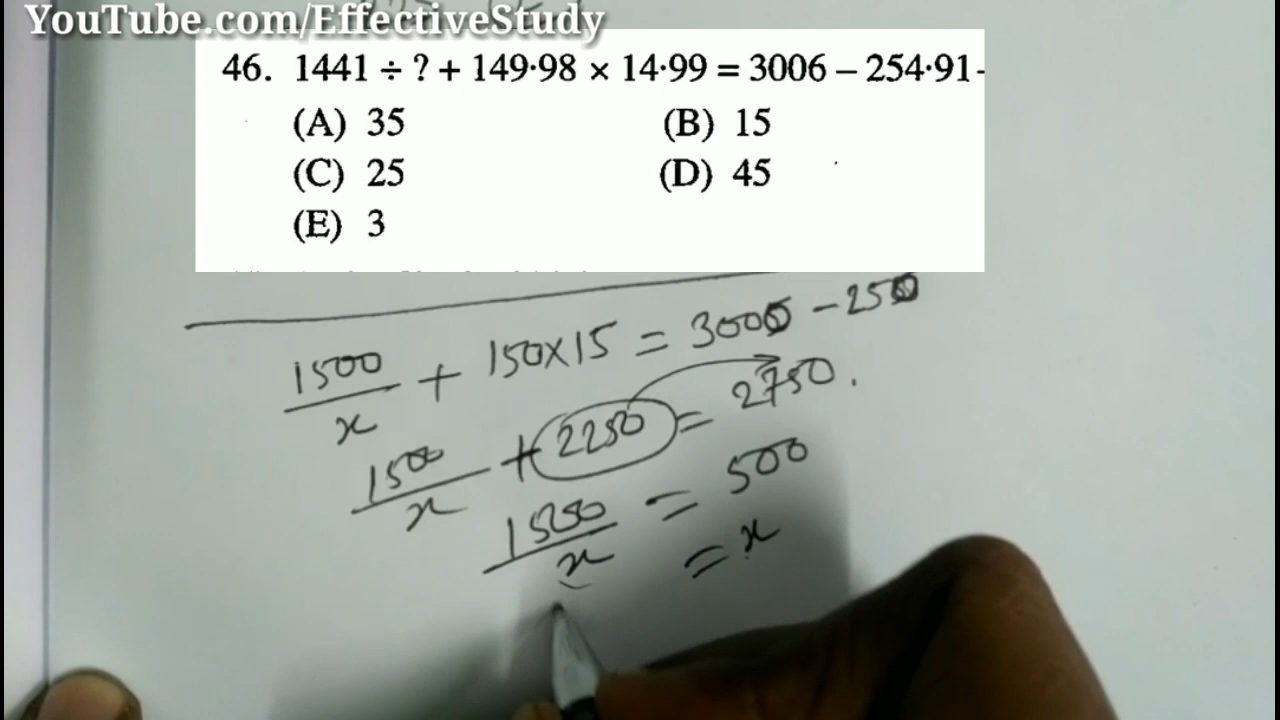 YouTube.com/EffectiveStudy
46. 1441 ÷ ? + 149·98 × 14·99 = 3006 – 254·91-
(A) 35 (B) 15
(C) 25 (D) 45
(E) 3
1500/x + 150×15 = 3000 - 250
1500/x + 2250 = 2750.
1500/x = 500
= x